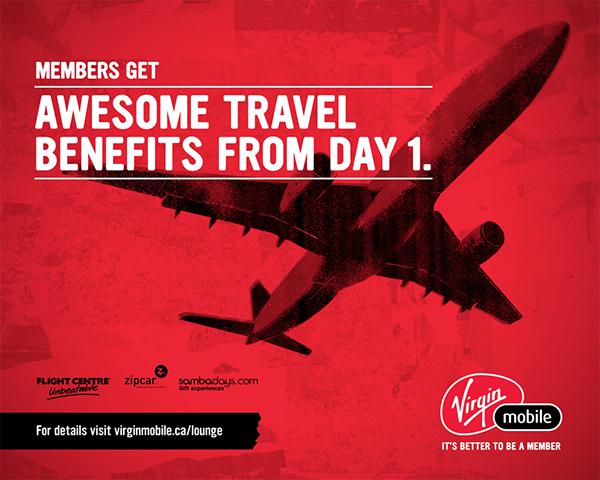 MEMBERS GET
AWESOME TRAVEL
BENEFITS FROM DAY 1.
FLIGHT CENTRE
Unbeatable
zipcar
sambadays.com
Gift experiences
For details visit virginmobile.ca/lounge
Virgin
mobile
IT'S BETTER TO BE A MEMBER